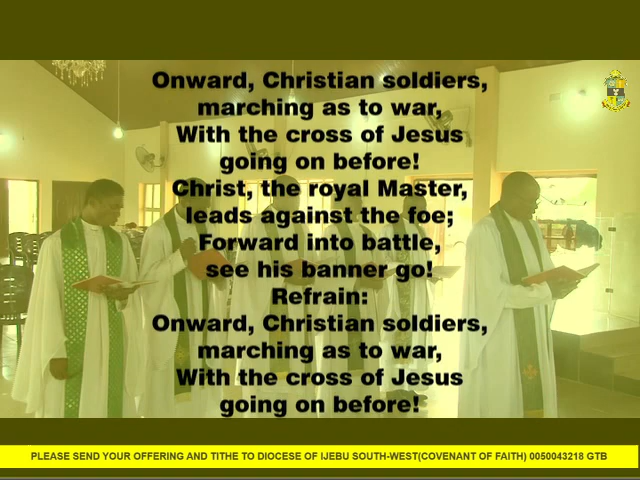 Onward, Christian soldiers,
marching as to war,
With the cross of Jesus
going on before!
Christ, the royal Master,
leads against the foe;
Forward into battle,
see his banner go!
Refrain:
Onward, Christian soldiers,
marching as to war,
With the cross of Jesus
going on before!
PLEASE SEND YOUR OFFERING AND TITHE TO DIOCESE OF IJEBU SOUTH-WEST(COVENANT OF FAITH) 0050043218 GTB